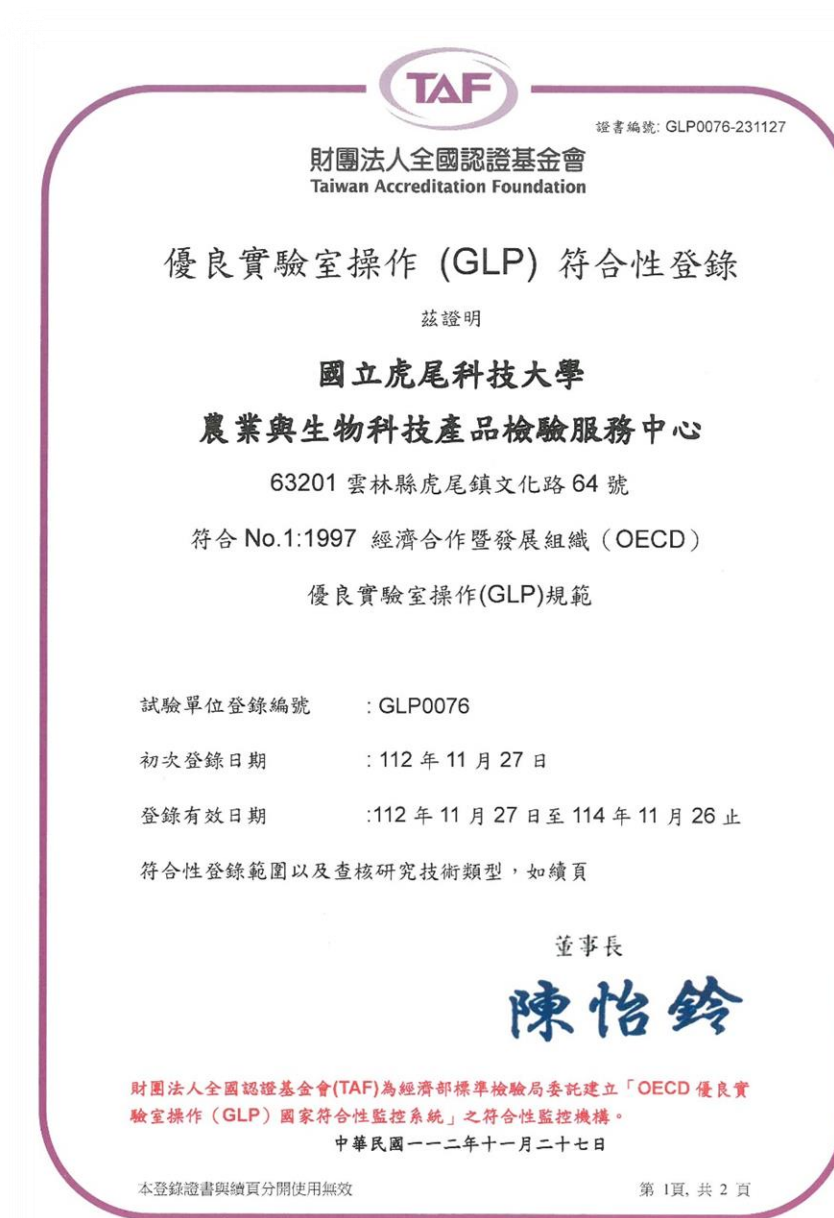 TAF
證書編號: GLP0076-231127
財團法人全國認證基金會
Taiwan Accreditation Foundation
優良實驗室操作 (GLP) 符合性登錄
茲證明
國立虎尾科技大學
農業與生物科技產品檢驗服務中心
63201 雲林縣虎尾鎮文化路 64 號
符合 No.1:1997 經濟合作暨發展組織（OECD）
優良實驗室操作(GLP)規範
試驗單位登錄編號 : GLP0076
初次登錄日期 : 112 年 11 月 27 日
登錄有效日期 :112 年 11 月 27 日至 114 年 11 月 26 止
符合性登錄範圍以及查核研究技術類型，如續頁
董事長
陳怡鈴
財團法人全國認證基金會(TAF)為經濟部標準檢驗局委託建立「OECD 優良實
驗室操作（GLP）國家符合性監控系統」之符合性監控機構。
中華民國一一二年十一月二十七日
本登錄證書與續頁分開使用無效
第 1頁, 共 2 頁